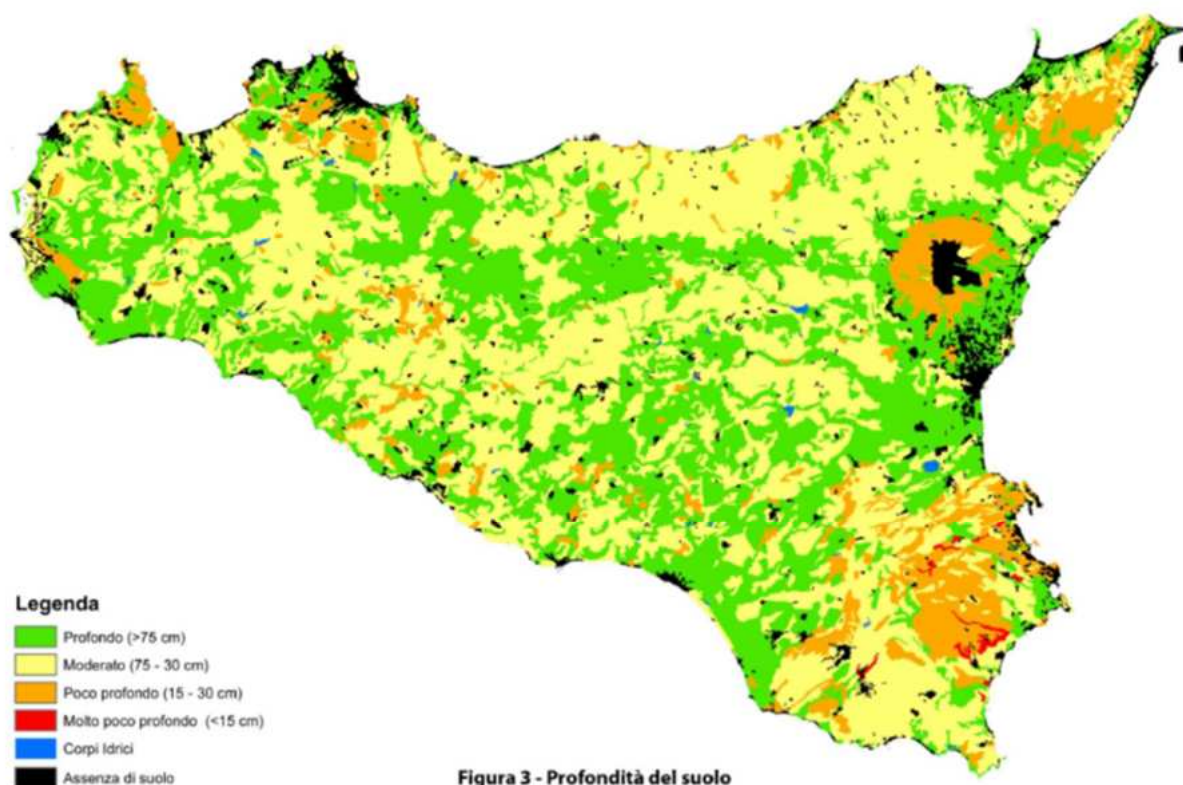 Legenda
Profondo (>75 cm)
Moderato (75 - 30 cm)
Poco profondo (15 - 30 cm)
Molto poco profondo (<15 cm)
Corpi Idrici
Assenza di suolo
Figura 3 - Profondità del suolo